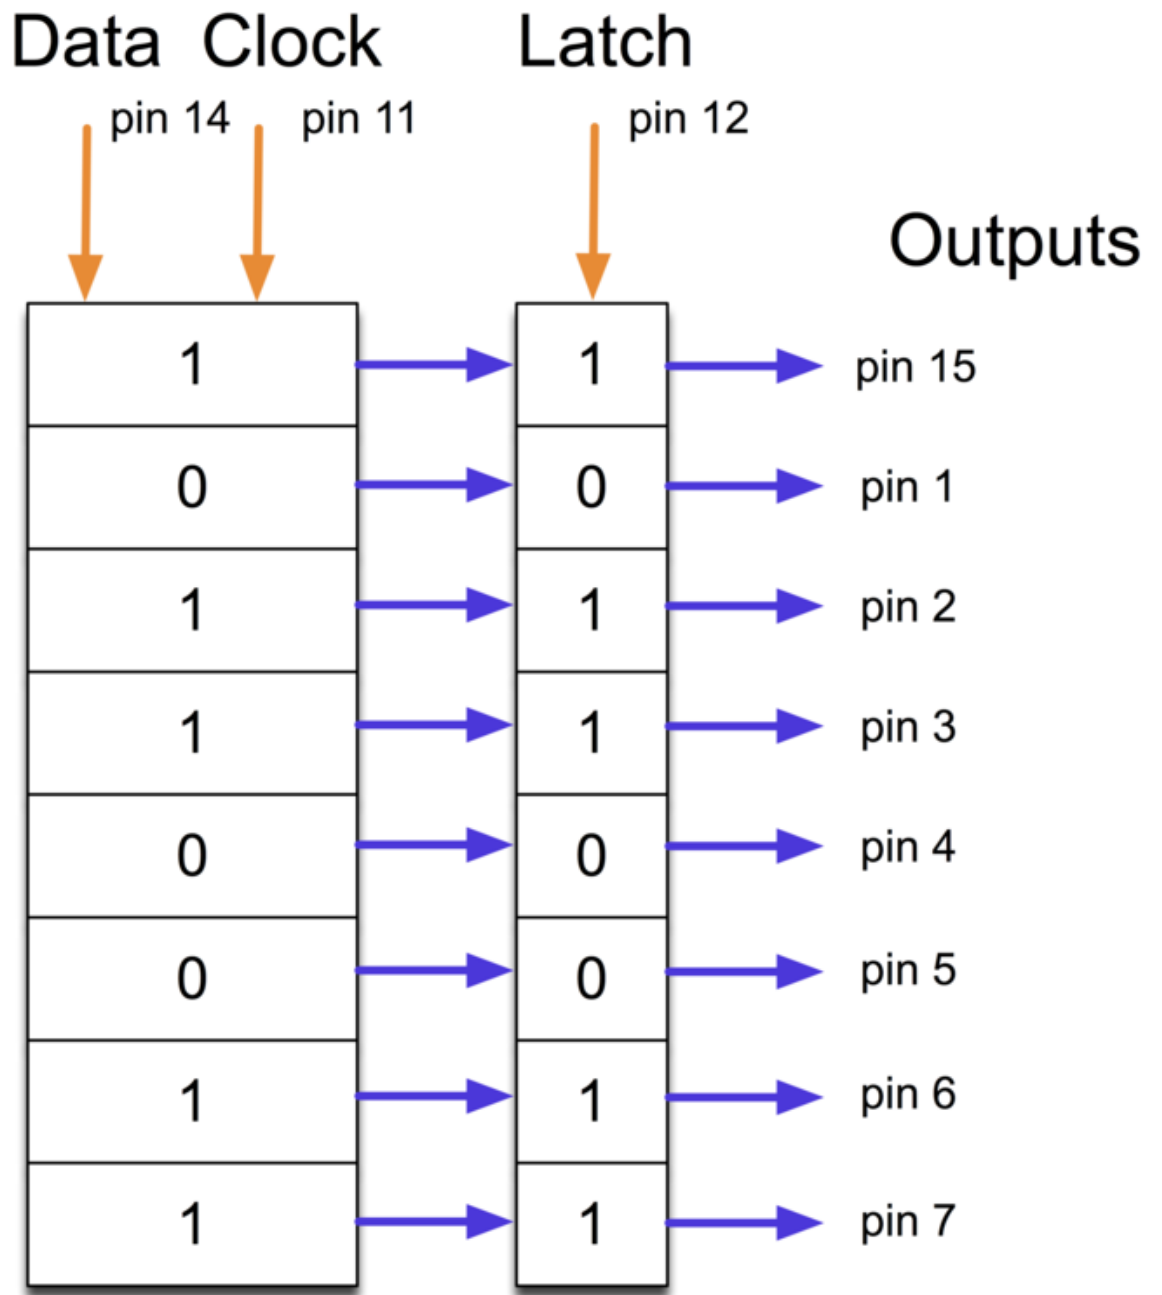 Data Clock Latch
pin 14 pin 11 pin 12
Outputs
1 1 pin 15
0 0 pin 1
1 1 pin 2
1 1 pin 3
0 0 pin 4
0 0 pin 5
1 1 pin 6
1 1 pin 7